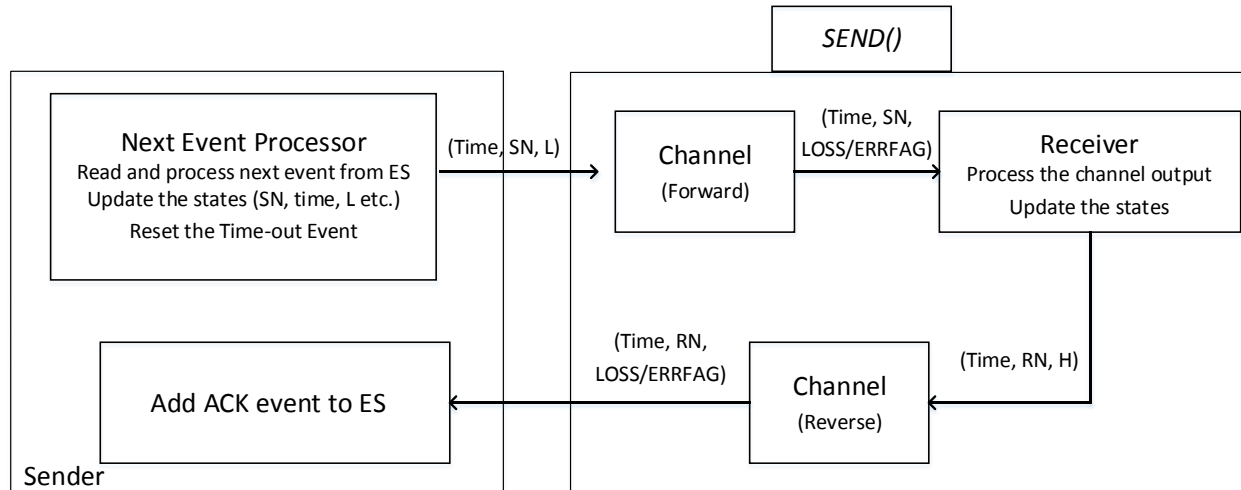 SEND()
Next Event Processor
Read and process next event from ES
Update the states (SN, time, L etc.)
Reset the Time-out Event
(Time, SN, L)
Channel
(Forward)
(Time, SN,
LOSS/ERRFAG)
Receiver
Process the channel output
Update the states
(Time, RN, H)
Channel
(Reverse)
(Time, RN,
LOSS/ERRFAG)
Add ACK event to ES
Sender